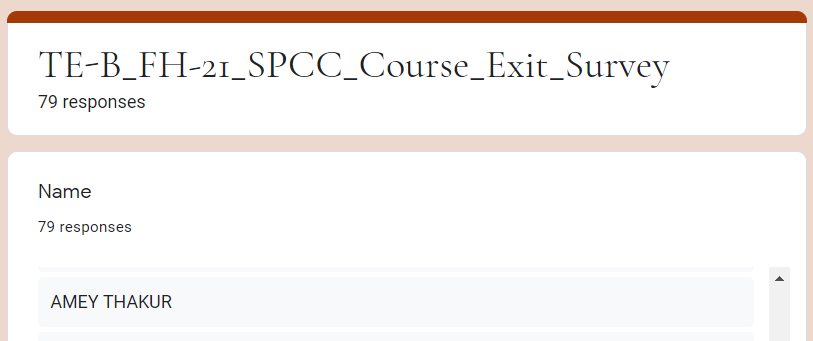 TE-B_FH-21_SPCC_Course_Exit_Survey
79 responses
Name
79 responses
AMEY THAKUR